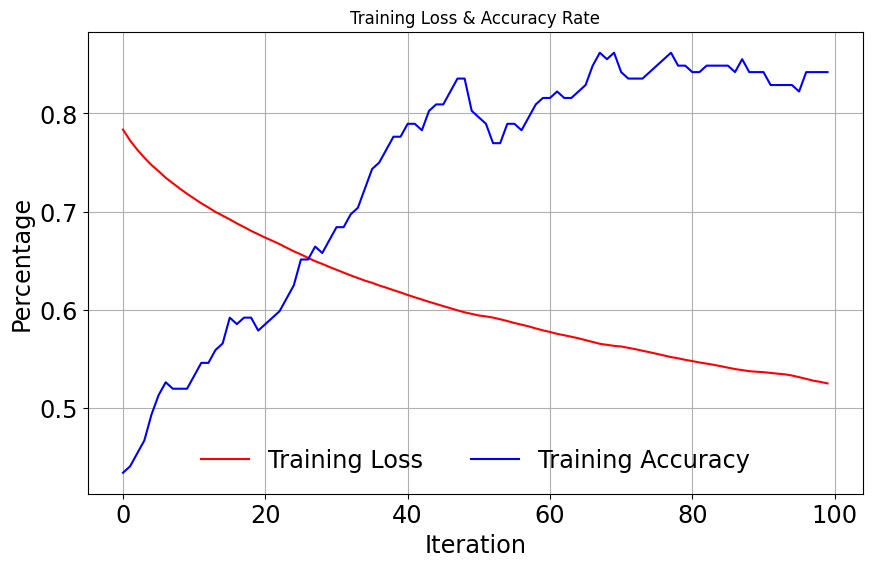 Training Loss & Accuracy Rate
Percentage
0.8
0.7
0.6
0.5
Training Loss
Training Accuracy
0
20
40
60
80
100
Iteration